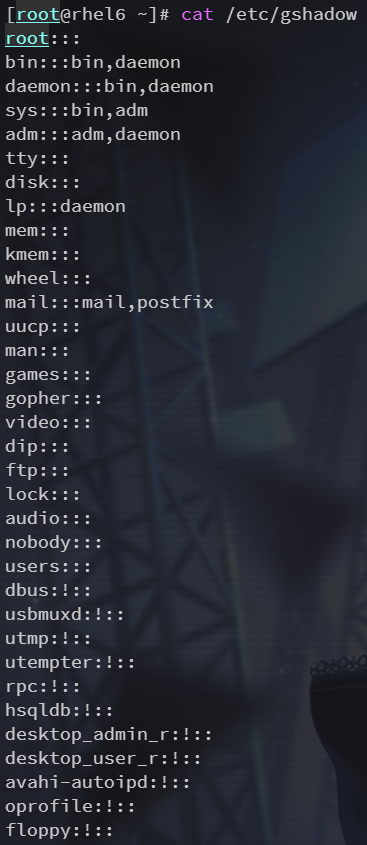 [root@rhel6 ~]# cat /etc/gshadow
root:::
bin:::bin,daemon
daemon:::bin,daemon
sys:::bin,adm
adm:::adm,daemon
tty:::
disk:::
lp:::daemon
mem:::
kmem:::
wheel:::
mail:::mail,postfix
uucp:::
man:::
games:::
gopher:::
video:::
dip:::
ftp:::
lock:::
audio:::
nobody:::
users:::
dbus:!::
usbmuxd:!::
utmp:!::
utempter:!::
rpc:!::
hsqldb:!::
desktop_admin_r:!::
desktop_user_r:!::
avahi-autoipd:!::
oprofile:!::
floppy:!::